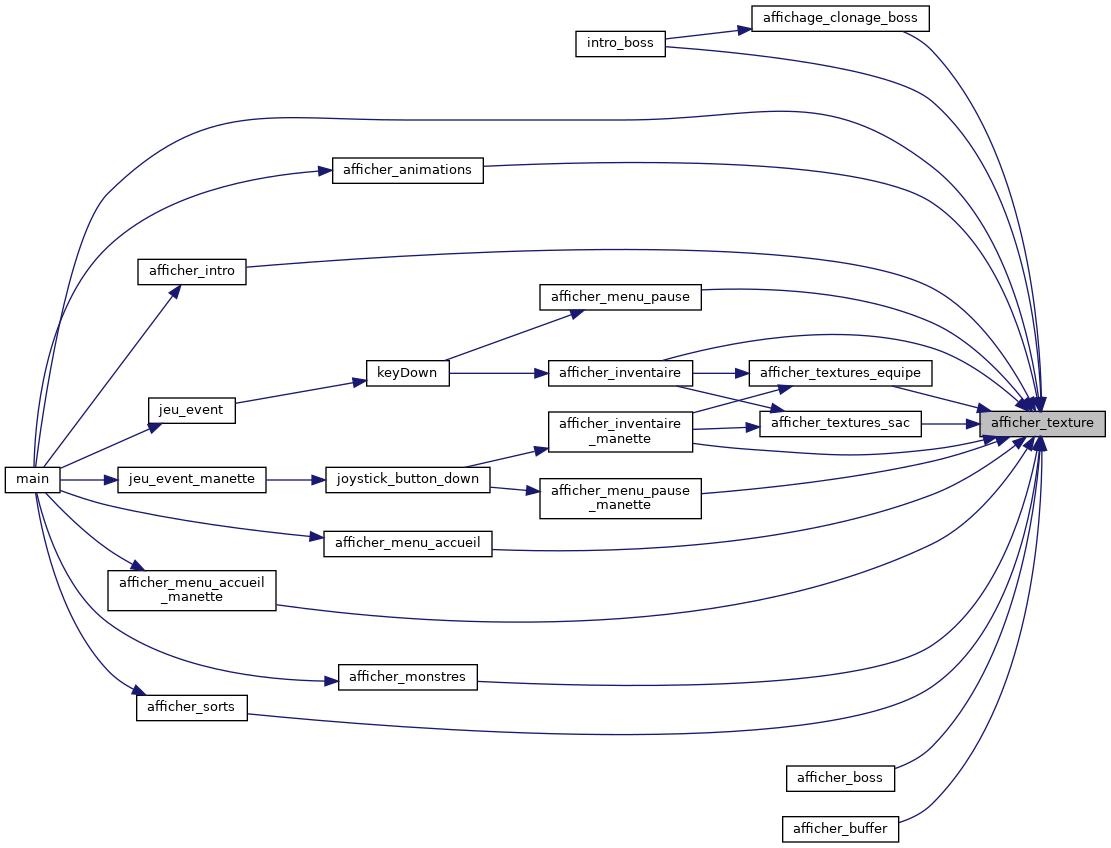 affichage_clonage_boss
intro_boss
afficher_animations
afficher_intro
afficher_menu_pause
keyDown
afficher_inventaire
afficher_textures_equipe
jeu_event
afficher_inventaire
_manette
afficher_textures_sac
afficher_texture
main
jeu_event_manette
joystick_button_down
afficher_menu_pause
_manette
afficher_menu_accueil
afficher_menu_accueil
_manette
afficher_monstres
afficher_sorts
afficher_boss
afficher_buffer